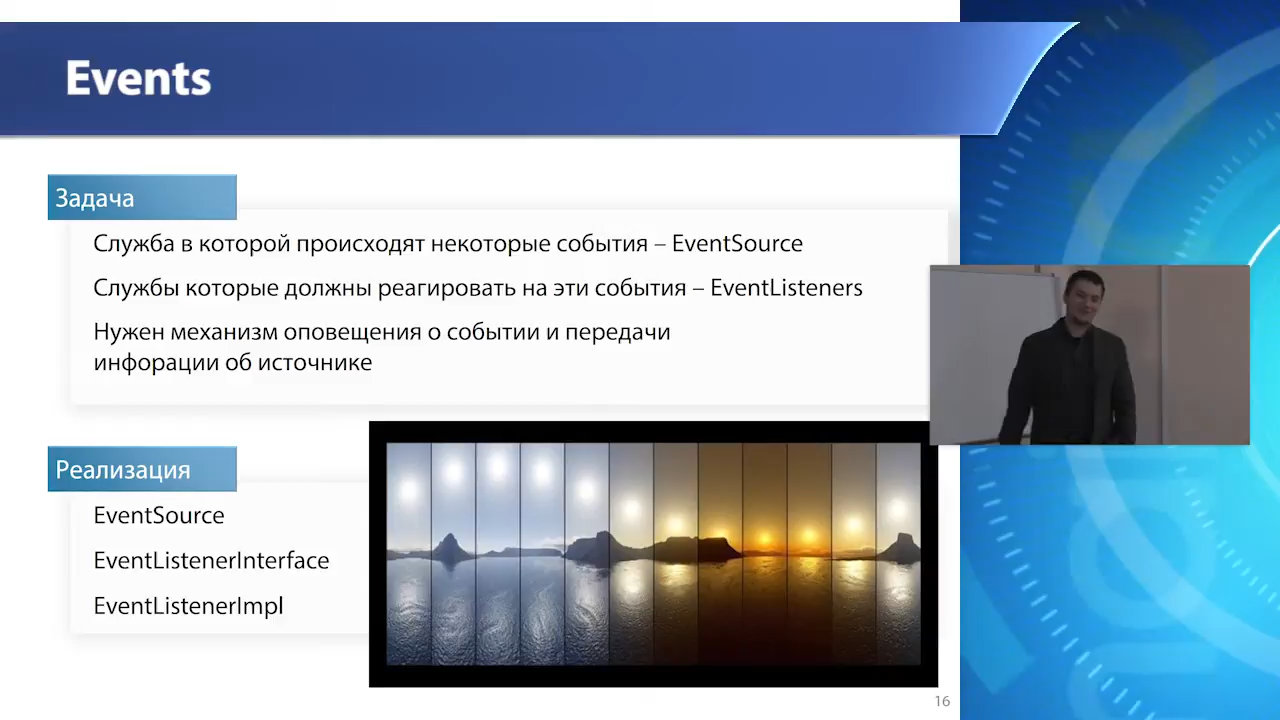 Events
Задача
Служба в которой происходят некоторые события – EventSource
Службы которые должны реагировать на эти события – EventListeners
Нужен механизм оповещения о событии и передачи
инфорации об источнике
Реализация
EventSource
EventListenerInterface
EventListenerImpl
16